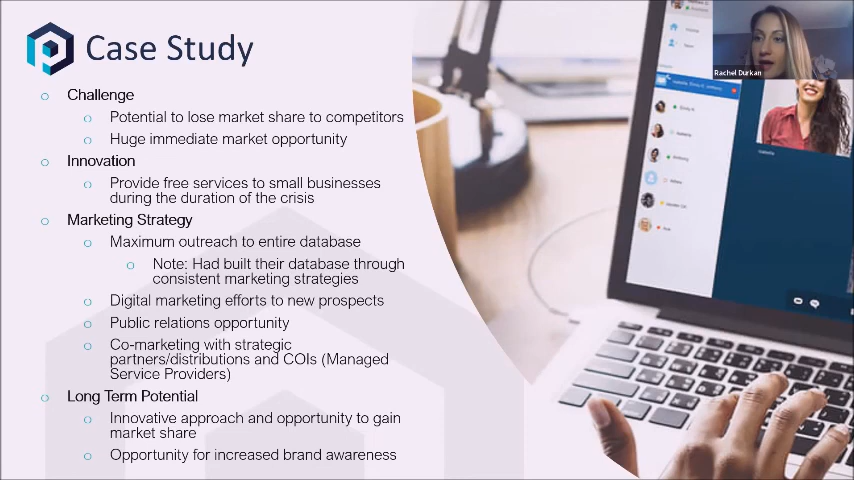 Case Study
Challenge
Potential to lose market share to competitors
Huge immediate market opportunity
Innovation
Provide free services to small businesses
during the duration of the crisis
Marketing Strategy
Maximum outreach to entire database
Note: Had built their database through
consistent marketing strategies
Digital marketing efforts to new prospects
Public relations opportunity
Co-marketing with strategic
partners/distributions and COIs (Managed
Service Providers)
Long Term Potential
Innovative approach and opportunity to gain
market share
Opportunity for increased brand awareness
Rachel Durkan